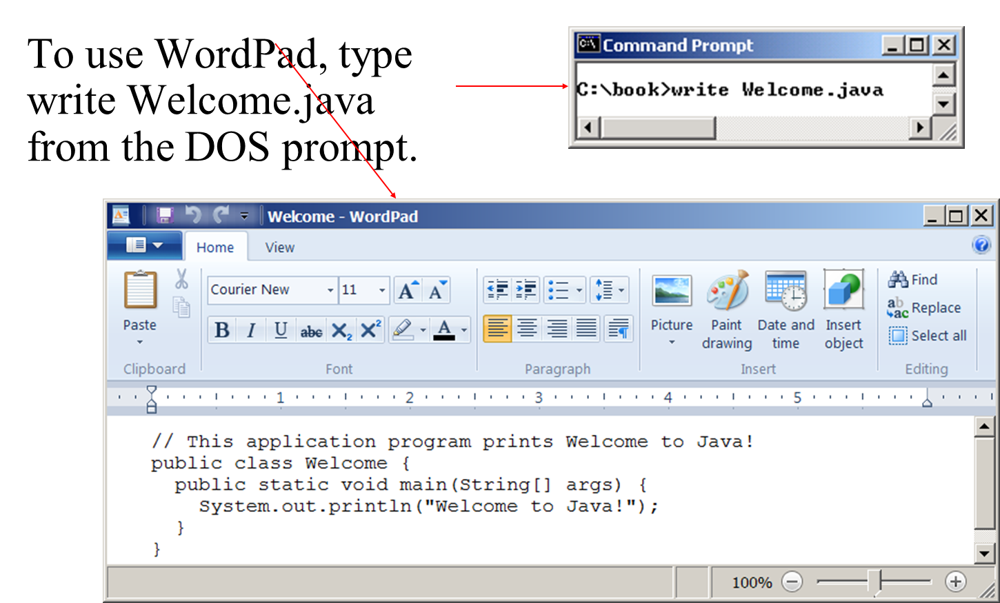 To use WordPad, type
write Welcome.java
from the DOS prompt.
Command Prompt
C:\book>write Welcome.java
Welcome - WordPad
Home View
Courier New 11
Paste
B I U abc X2 X2 A
Picture Paint drawing Date and time Insert object
Find
Replace
Select all
Clipboard Font Paragraph Insert Editing
1 2 3 4 5
// This application program prints Welcome to Java!
public class Welcome {
  public static void main(String[] args) {
    System.out.println("Welcome to Java!");
  }
}
100%